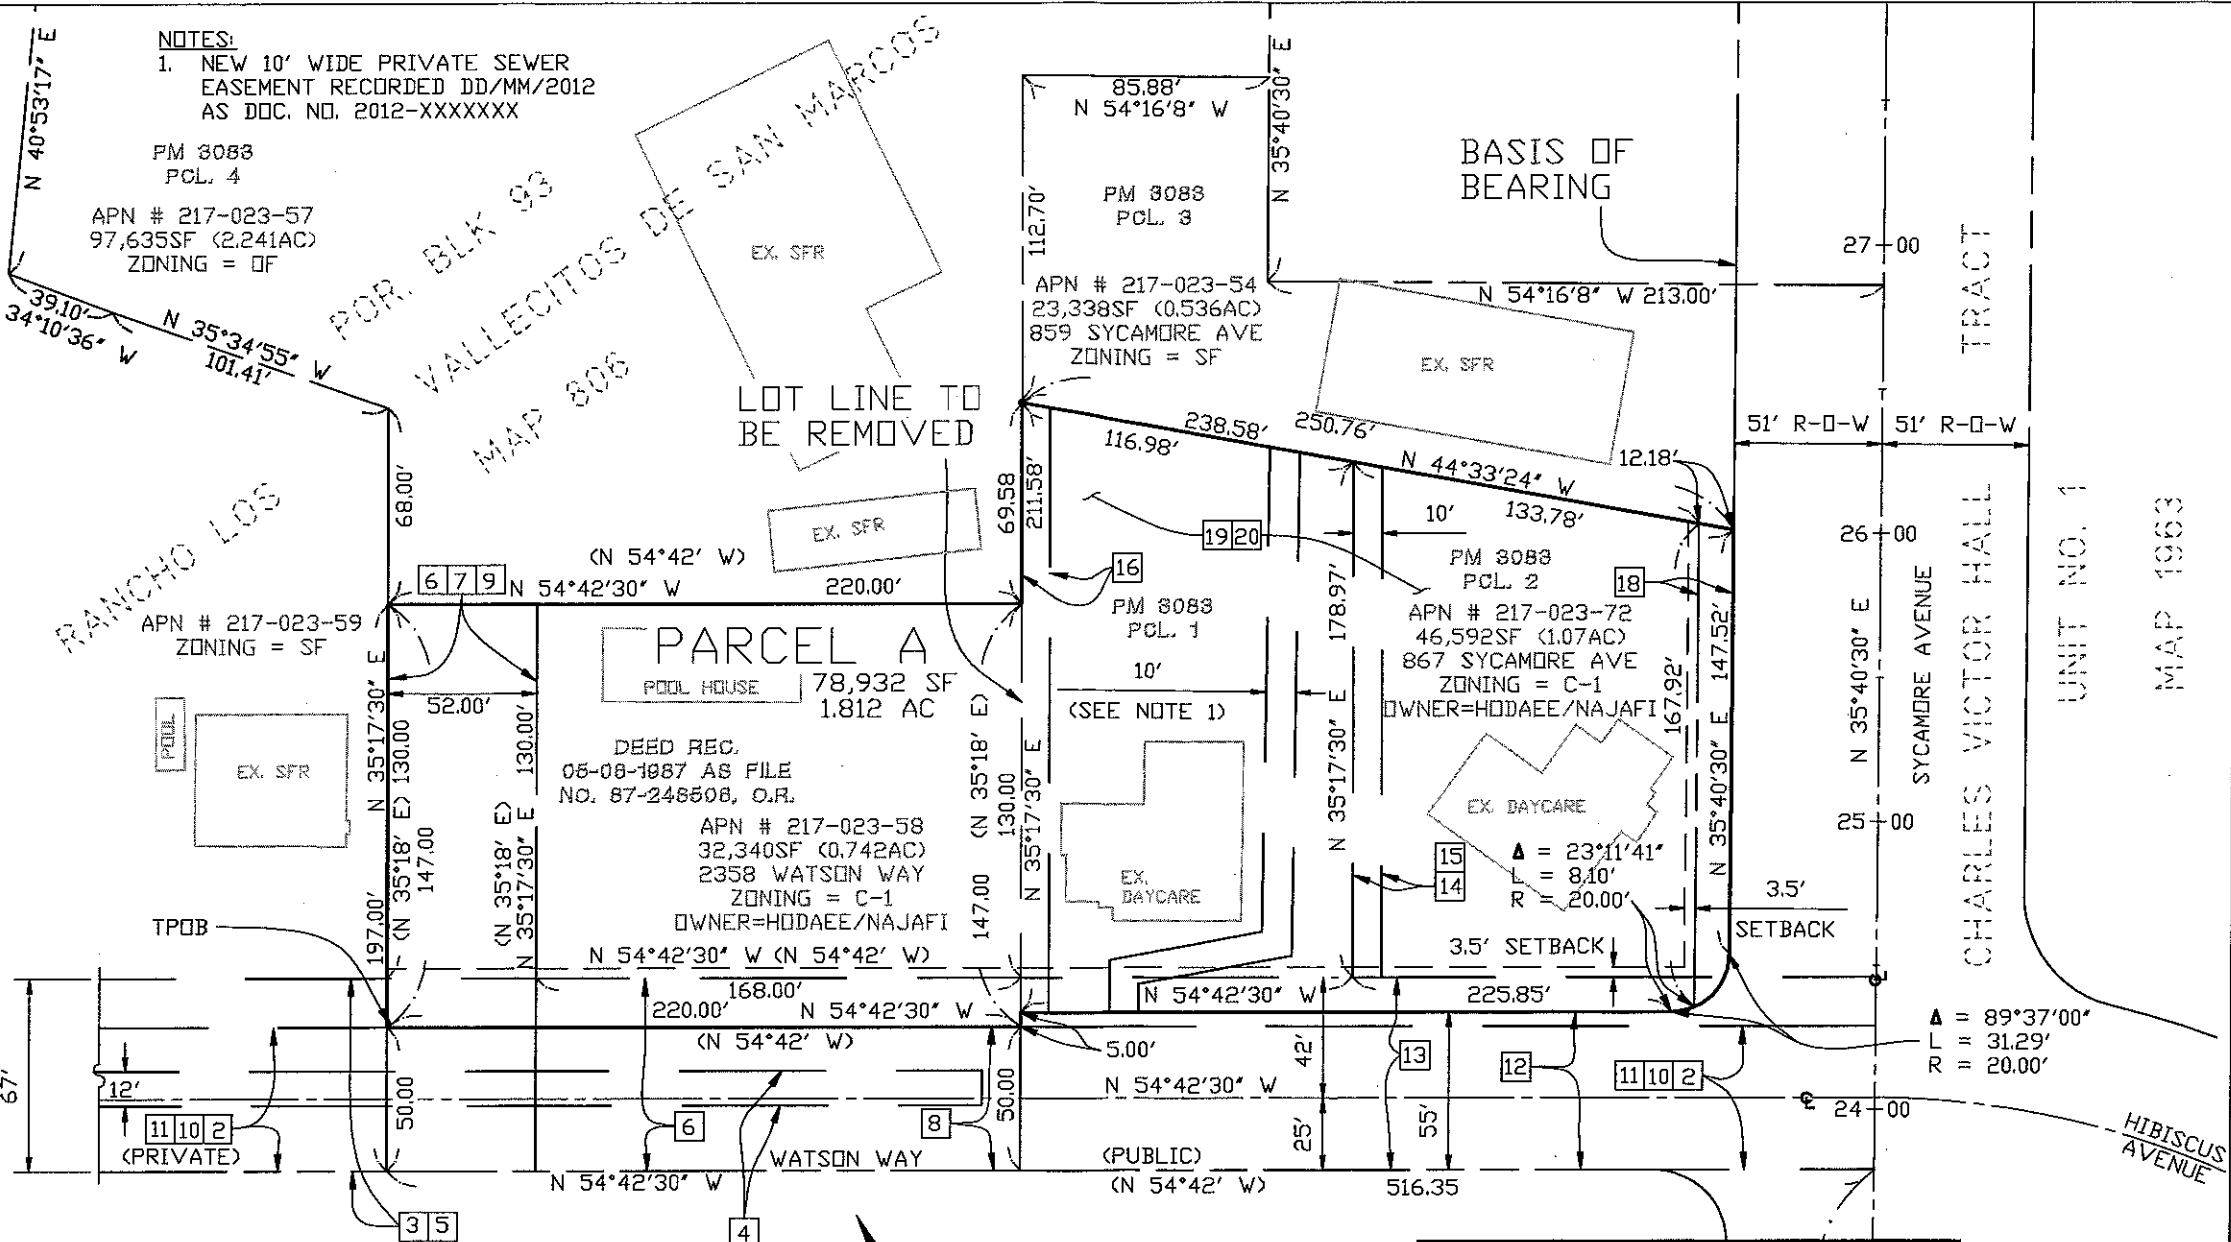 NOTES:
1. NEW 10' WIDE PRIVATE SEWER
EASEMENT RECORDED DD/MM/2012
AS DOC. NO. 2012-XXXXXXX
N 40°53'17" E
PM 3083
PCL. 4
APN # 217-023-57
97,635SF (2.241AC)
ZONING = OF
39.10'
34°10'36" W
N 35°34'55" W
101.41'
POR. BLK 93
VALLECITOS DE SAN MARCOS
MAP 806
RANCHO LOS
EX. SFR
LOT LINE TO
BE REMOVED
EX. SFR
68.00'
(N 54°42' W)
6 7 9
N 54°42'30" W
220.00'
85.88'
N 54°16'8" W
N 35°40'30" E
112.70'
PM 3083
PCL. 3
APN # 217-023-54
23,338SF (0.536AC)
859 SYCAMORE AVE
ZONING = SF
BASIS OF
BEARING
N 54°16'8" W 213.00'
EX. SFR
27+00
51' R-O-W
51' R-O-W
CHARLES VICTOR HALL TRACT
UNIT NO. 1
MAP 1963
238.58'
250.76'
116.98'
N 44°33'24" W
133.78'
12.18'
69.58
211.58'
19 20
10'
16
PM 3083
PCL. 1
PM 3083
PCL. 2
18
APN # 217-023-72
46,592SF (1.07AC)
867 SYCAMORE AVE
ZONING = C-1
OWNER=HODAEE/NAJAFI
26+00
N 35°40'30" E
SYCAMORE AVENUE
178.97'
N 35°17'30" E
147.52'
167.92'
N 35°40'30" E
10'
(SEE NOTE 1)
APN # 217-023-59
ZONING = SF
POOL
EX. SFR
PARCEL A
78,932 SF
1.812 AC
POOL HOUSE
52.00'
N 35°17'30" E
(N 35°18' E) 130.00
147.00
197.00'
130.00'
(N 35°18' E)
N 35°17'30" E
DEED REC.
05-08-1987 AS FILE
NO. 87-248508, O.R.
APN # 217-023-58
32,340SF (0.742AC)
2358 WATSON WAY
ZONING = C-1
OWNER=HODAEE/NAJAFI
(N 35°18' E)
130.00
147.00
N 35°17'30" E
EX.
DAYCARE
EX. DAYCARE
15
14
Δ = 23°11'41"
L = 8.10'
R = 20.00'
25+00
3.5'
SETBACK
3.5' SETBACK
TPOB
N 54°42'30" W (N 54°42' W)
168.00'
220.00'
N 54°42'30" W
(N 54°42' W)
N 54°42'30" W
225.85'
5.00'
Δ = 89°37'00"
L = 31.29'
R = 20.00'
67'
12'
11 10 2
(PRIVATE)
50.00
6
8
50.00
N 54°42'30" W
42'
25'
13
55'
12
11 10 2
24+00
HIBISCUS
AVENUE
WATSON WAY
(PUBLIC)
N 54°42'30" W
(N 54°42' W)
516.35
3 5
4